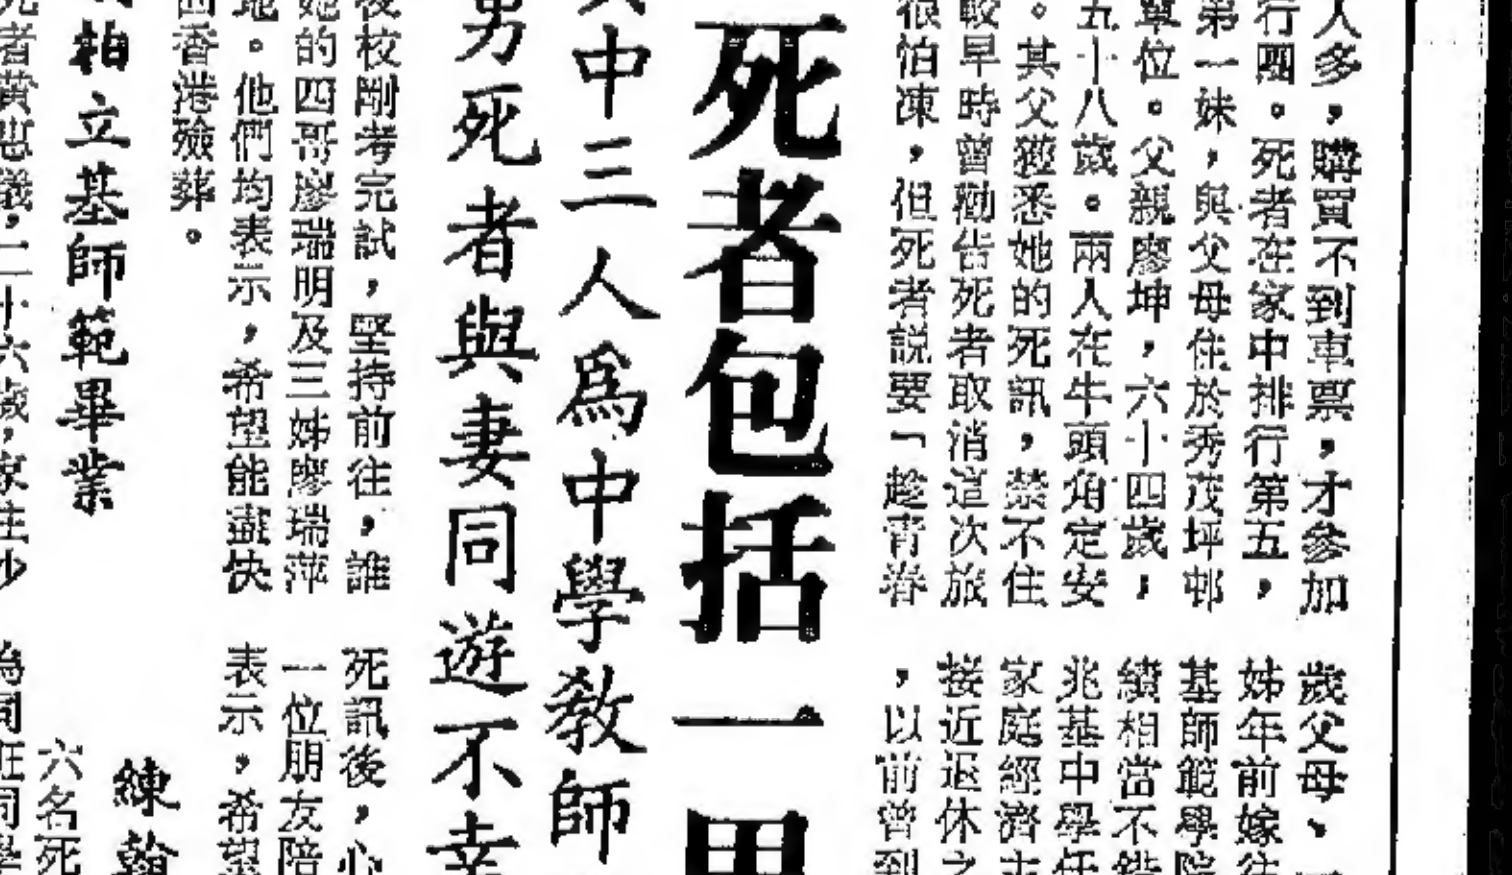 人多，購買不到車票，才參加
行團。死者在家中排行第五，
第一妹，與父母住於秀茂坪邨
單位。父親廖坤，六十四歲；
五十八歲。兩人在牛頭角定安
。其父獲悉她的死訊，禁不住
較早時曾勸告死者取消這次旅
很怕凍，但死者説要「趁青春
歲父母、
姊年前嫁往
基師範學院
續相當不錯
兆基中學任
家庭經濟主
接近退休之
，以前曾到
死者包括一男
中三人為中學教師
男死者與妻同遊不幸
校校剛考完試，堅持前往，誰
她的四哥廖瑞明及三姊廖瑞萍
地。他們均表示，希望能盡快
回香港殮葬。
死訊後，心
一位朋友陪
表示，希望
柏立基師範畢業
練翰
六名死
為同班同學
死者黃思儀，二十六歲，家住沙